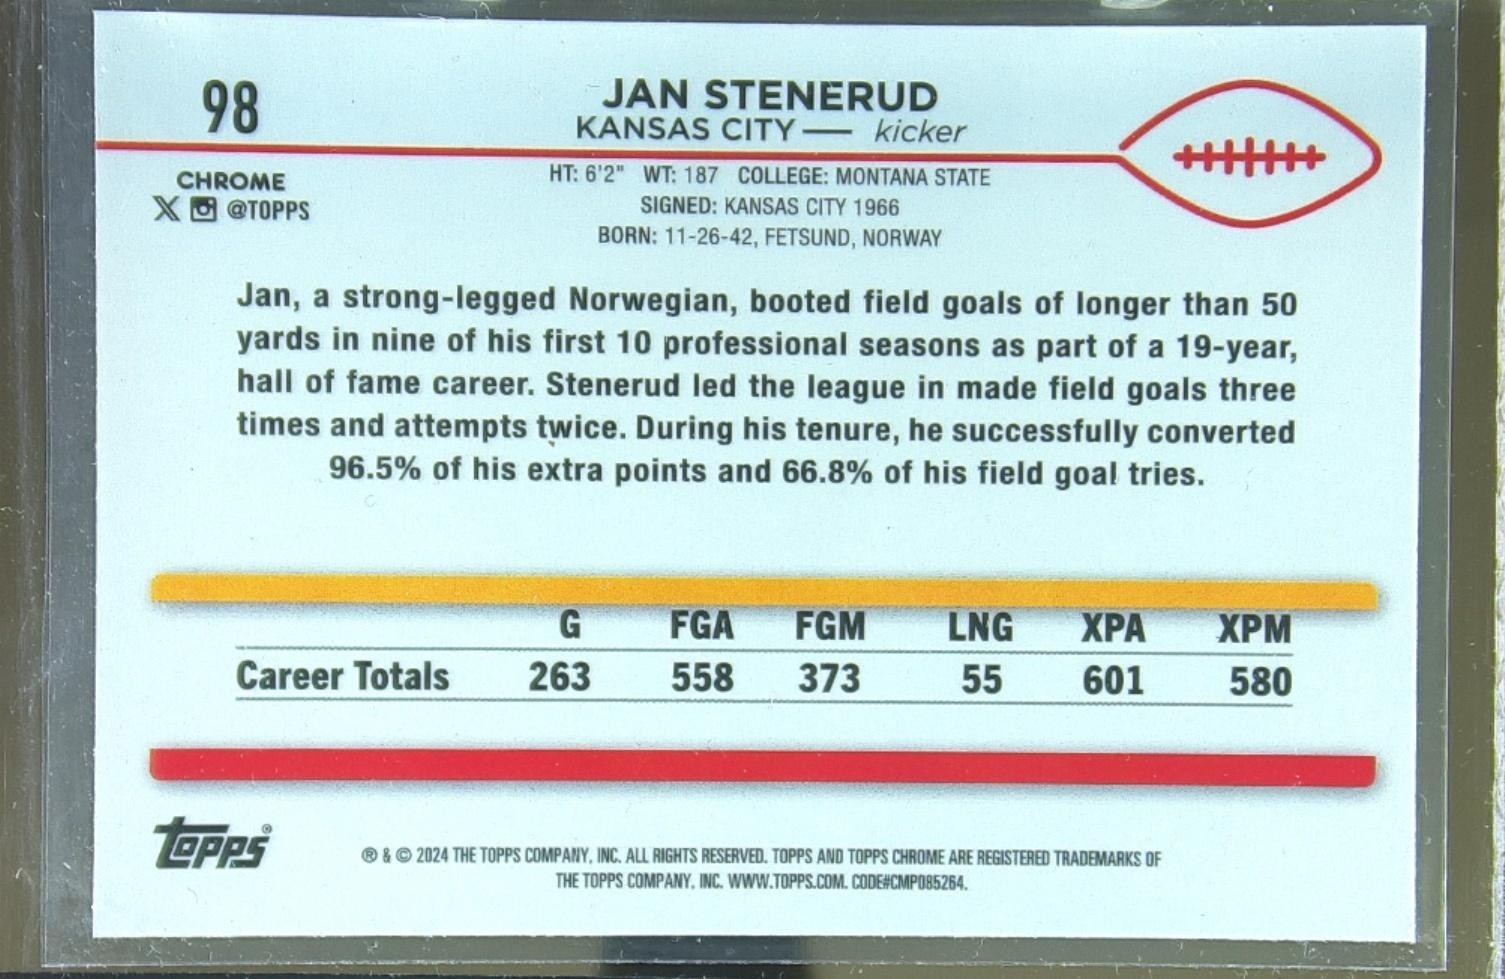 98
JAN STENERUD
KANSAS CITY — kicker
CHROME
X @TOPPS
HT: 6'2" WT: 187 COLLEGE: MONTANA STATE
SIGNED: KANSAS CITY 1966
BORN: 11-26-42, FETSUND, NORWAY
Jan, a strong-legged Norwegian, booted field goals of longer than 50
yards in nine of his first 10 professional seasons as part of a 19-year,
hall of fame career. Stenerud led the league in made field goals three
times and attempts twice. During his tenure, he successfully converted
96.5% of his extra points and 66.8% of his field goal tries.
G FGA FGM LNG XPA XPM
Career Totals 263 558 373 55 601 580
Topps®
® & © 2024 THE TOPPS COMPANY, INC. ALL RIGHTS RESERVED. TOPPS AND TOPPS CHROME ARE REGISTERED TRADEMARKS OF
THE TOPPS COMPANY, INC. WWW.TOPPS.COM. CODE#CMP085264.